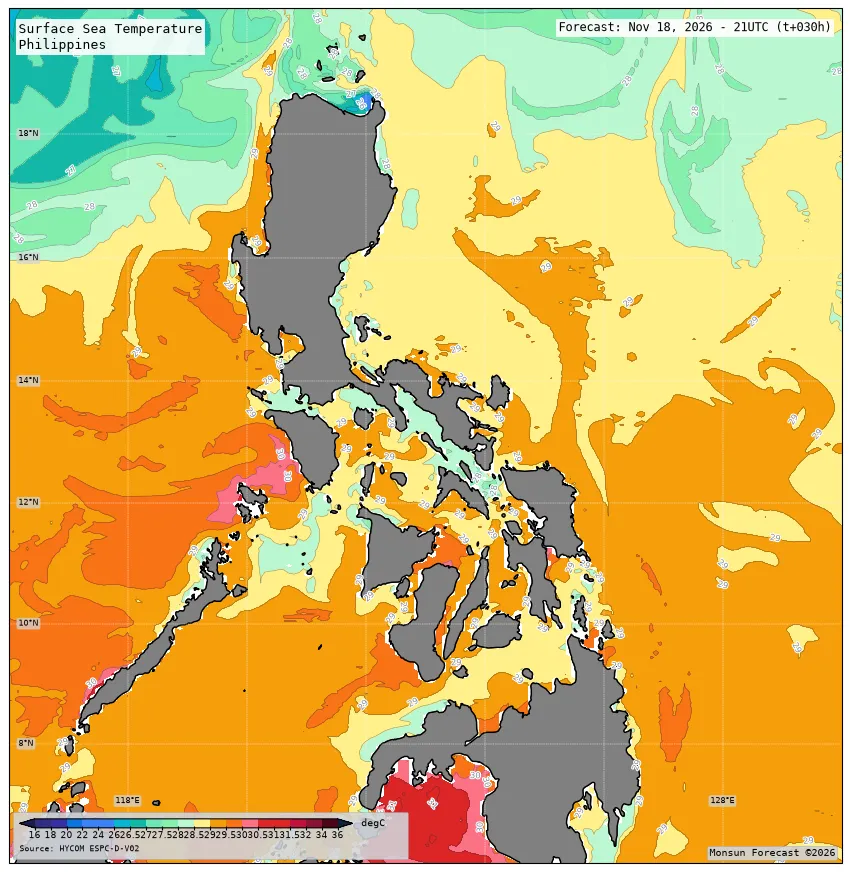 Surface Sea Temperature
Philippines
Forecast: Nov 18, 2026 - 21UTC (t+030h)
18°N
16°N
14°N
12°N
10°N
8°N
118°E
128°E
16 18 20 22 24 26 26.5 27 27.5 28 28.5 29 29.5 30 30.5 31 31.5 32 34 36 degC
Source: HYCOM ESPC-D-V02
Monsun Forecast ©2026